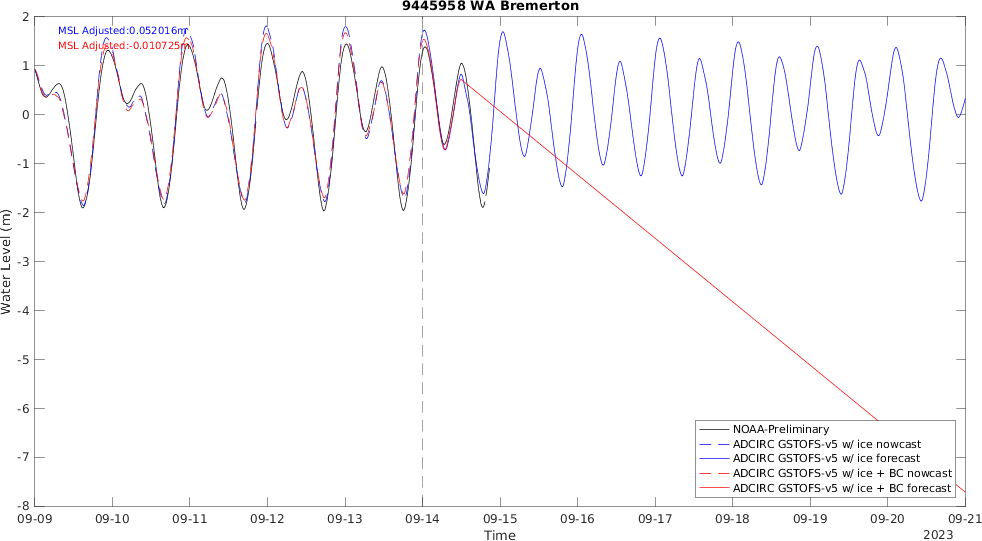 9445958 WA Bremerton
MSL Adjusted:0.052016m
MSL Adjusted:-0.010725m
2
1
0
-1
-2
-3
-4
-5
-6
-7
-8
Water Level (m)
NOAA-Preliminary
ADCIRC GSTOFS-v5 w/ ice nowcast
ADCIRC GSTOFS-v5 w/ ice forecast
ADCIRC GSTOFS-v5 w/ ice + BC nowcast
ADCIRC GSTOFS-v5 w/ ice + BC forecast
09-09 09-10 09-11 09-12 09-13 09-14 09-15 09-16 09-17 09-18 09-19 09-20 09-21
Time
2023